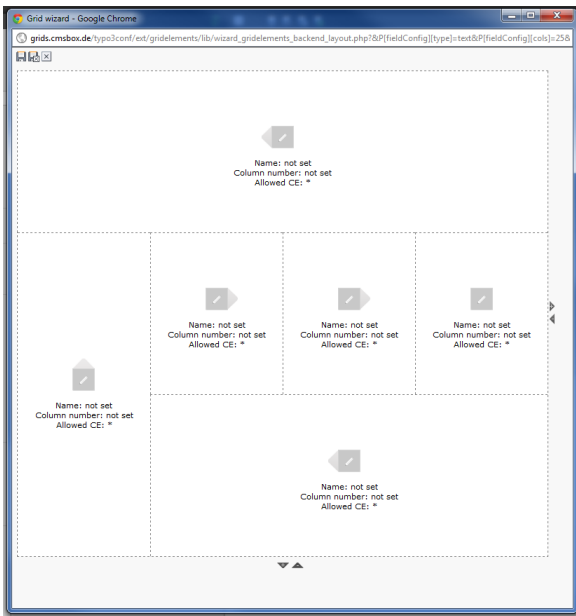 Grid wizard - Google Chrome
grids.cmsbox.de/typo3conf/ext/gridelements/lib/wizard_gridelements_backend_layout.php?&P[fieldConfig][type]=text&P[fieldConfig][cols]=25&
Name: not set
Column number: not set
Allowed CE: *
Name: not set
Column number: not set
Allowed CE: *
Name: not set
Column number: not set
Allowed CE: *
Name: not set
Column number: not set
Allowed CE: *
Name: not set
Column number: not set
Allowed CE: *
Name: not set
Column number: not set
Allowed CE: *